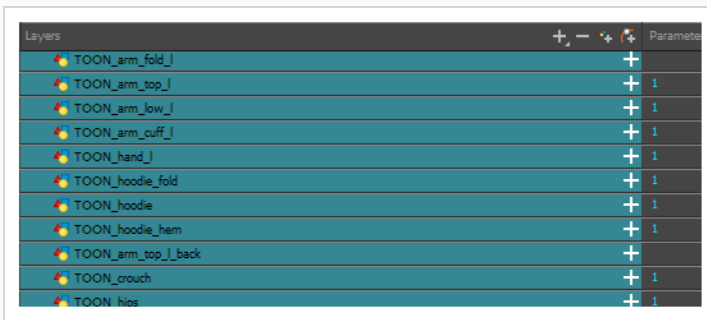 Layers Paramete
TOON_arm_fold_l
TOON_arm_top_l 1
TOON_arm_low_l 1
TOON_arm_cuff_l 1
TOON_hand_l 1
TOON_hoodie_fold 1
TOON_hoodie 1
TOON_hoodie_hem 1
TOON_arm_top_l_back
TOON_crouch 1
TOON_hips 1